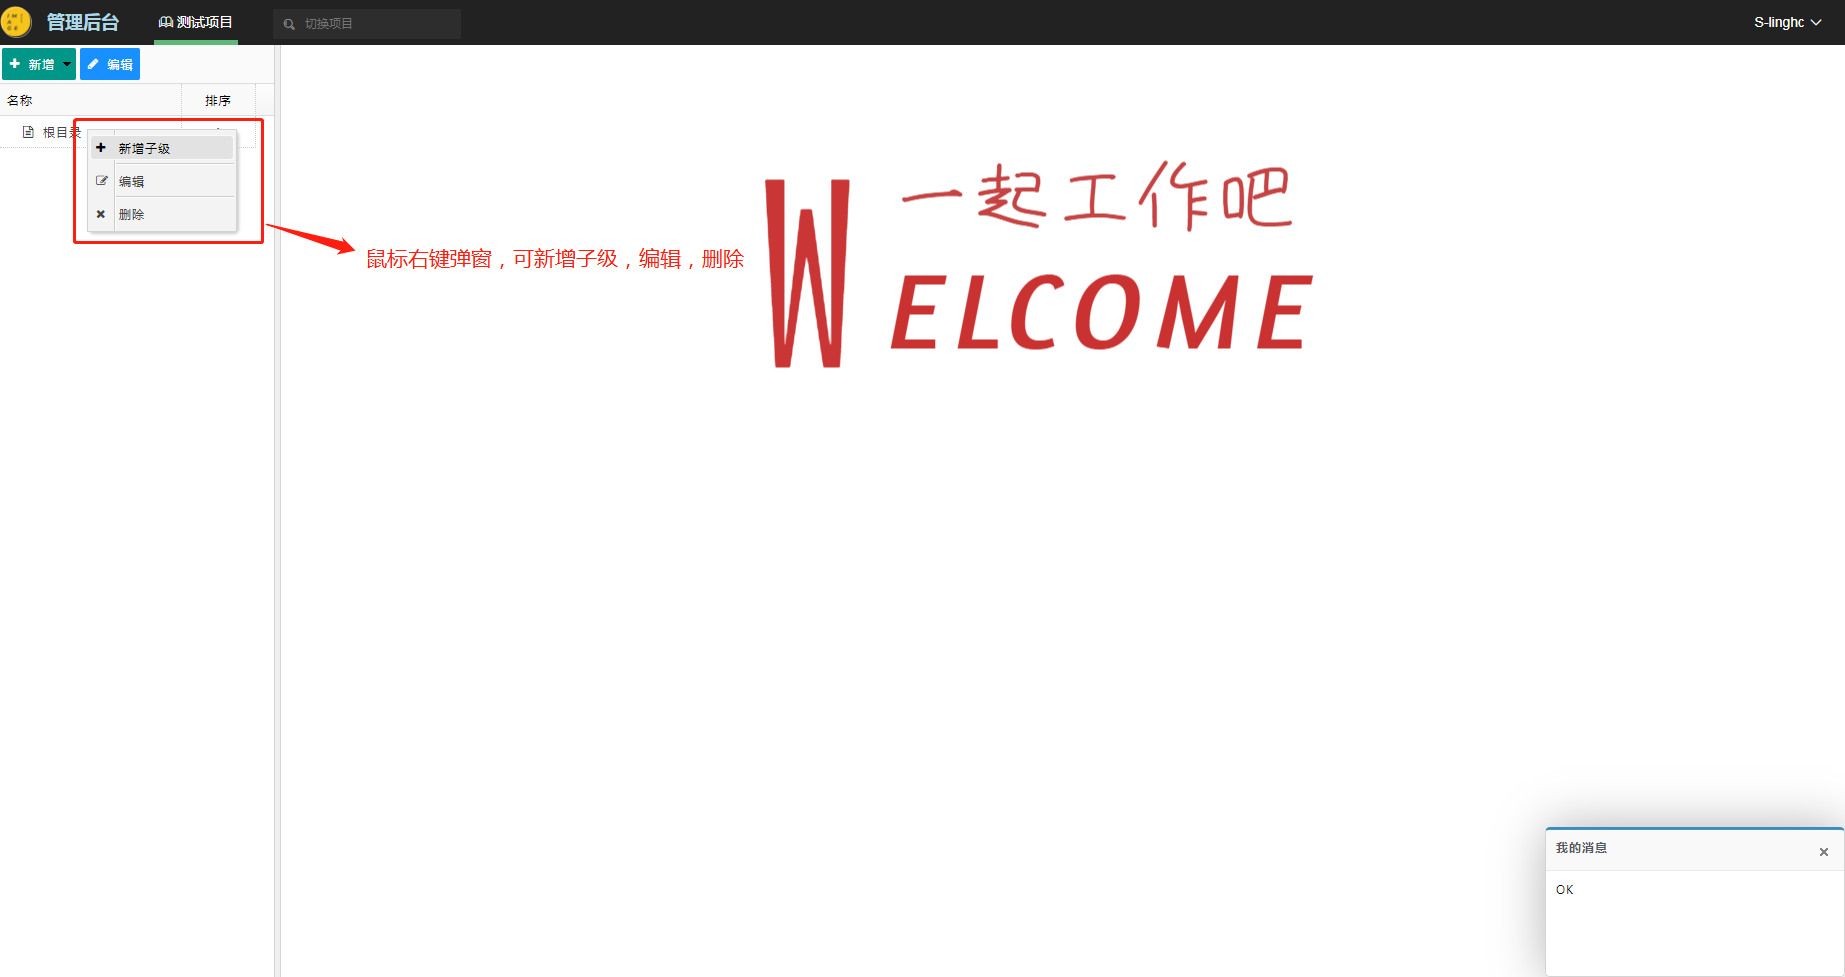 管理后台
测试项目
切换项目
S-linghc
新增
编辑
名称
排序
根目录
新增子级
编辑
删除
鼠标右键弹窗，可新增子级，编辑，删除
一起工作吧
WELCOME
我的消息
OK